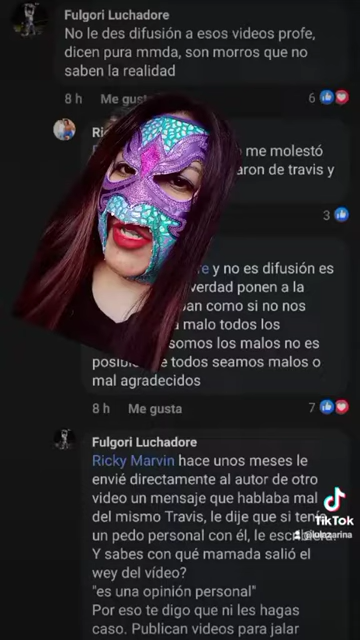 Fulgori Luchadore
No le des difusión a esos videos profe,
dicen pura mmda, son morros que no
saben la realidad
8 h Me gusta 6
me molestó
aron de travis y
3
y no es difusión es
verdad ponen a la
como si no nos
malo todos los
somos los malos no es
todos seamos malos o
mal agradecidos
8 h Me gusta 7
Fulgori Luchadore
Ricky Marvin hace unos meses le
envié directamente al autor de otro
video un mensaje que hablaba mal
del mismo Travis, le dije que si tenía
un pedo personal con él, le escribiera.
Y sabes con qué mamada salió el
wey del vídeo?
"es una opinión personal"
Por eso te digo que ni les hagas
caso. Publican videos para jalar
TikTok